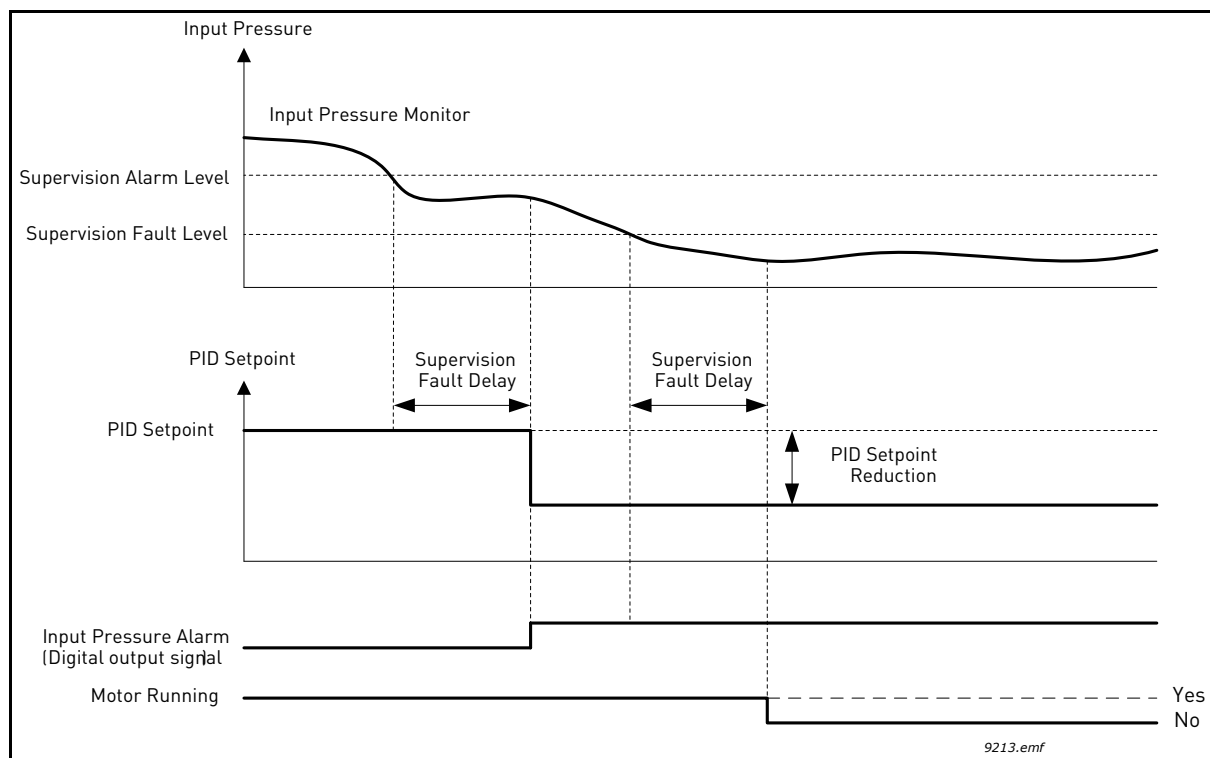 Input Pressure
Input Pressure Monitor
Supervision Alarm Level
Supervision Fault Level
PID Setpoint
Supervision
Fault Delay
Supervision
Fault Delay
PID Setpoint
PID Setpoint
Reduction
Input Pressure Alarm
(Digital output signal)
Motor Running
Yes
No
9213.emf